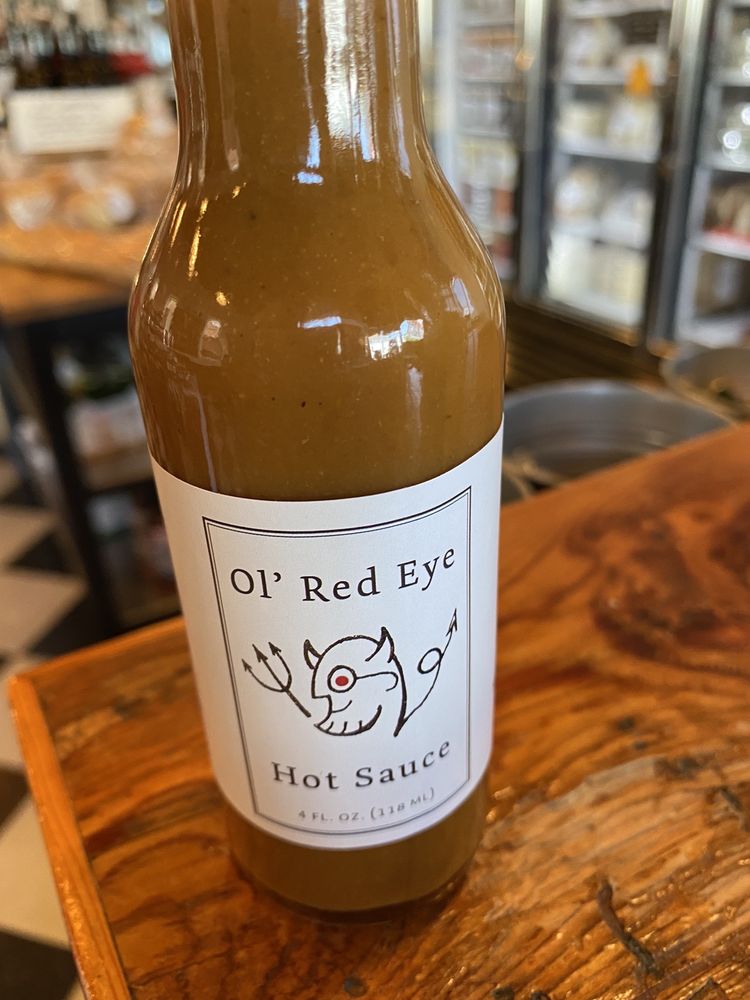 Ol’ Red Eye
Hot Sauce
4 FL. OZ. (118 ML)